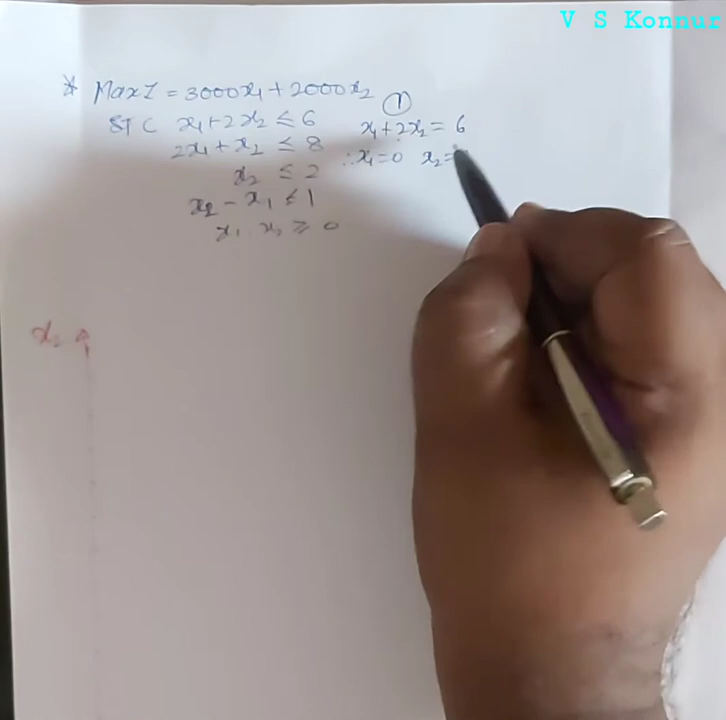 V S Konnur
* Max Z = 3000x₁ + 2000x₂
STC x₁ + 2x₂ ≤ 6
2x₁ + x₂ ≤ 8
x₂ ≤ 2
x₂ - x₁ ≤ 1
x₁, x₂ ≥ 0
①
x₁ + 2x₂ = 6
∴ x₁ = 0 x₂ =
x₂